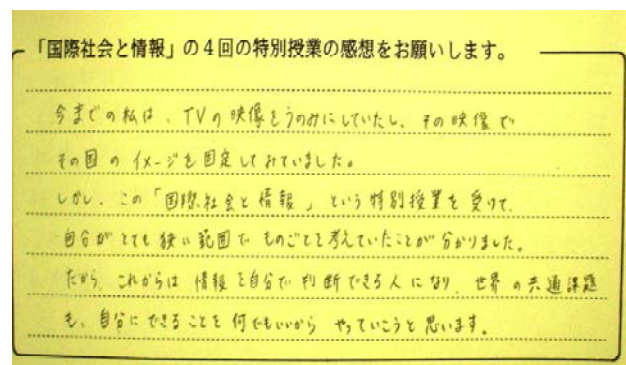 「国際社会と情報」の4回の特別授業の感想をお願いします。
今までの私は、TVの映像をうのみにしていたし、その映像で
その国のイメージを固定してみていました。
しかし、この「国際社会と情報」という特別授業を受けて、
自分がとても狭い範囲でものごとを考えていたことが分かりました。
だから、これからは情報を自分で判断できる人になり、世界の共通課題
も、自分にできることを何でもいいからやっていこうと思います。